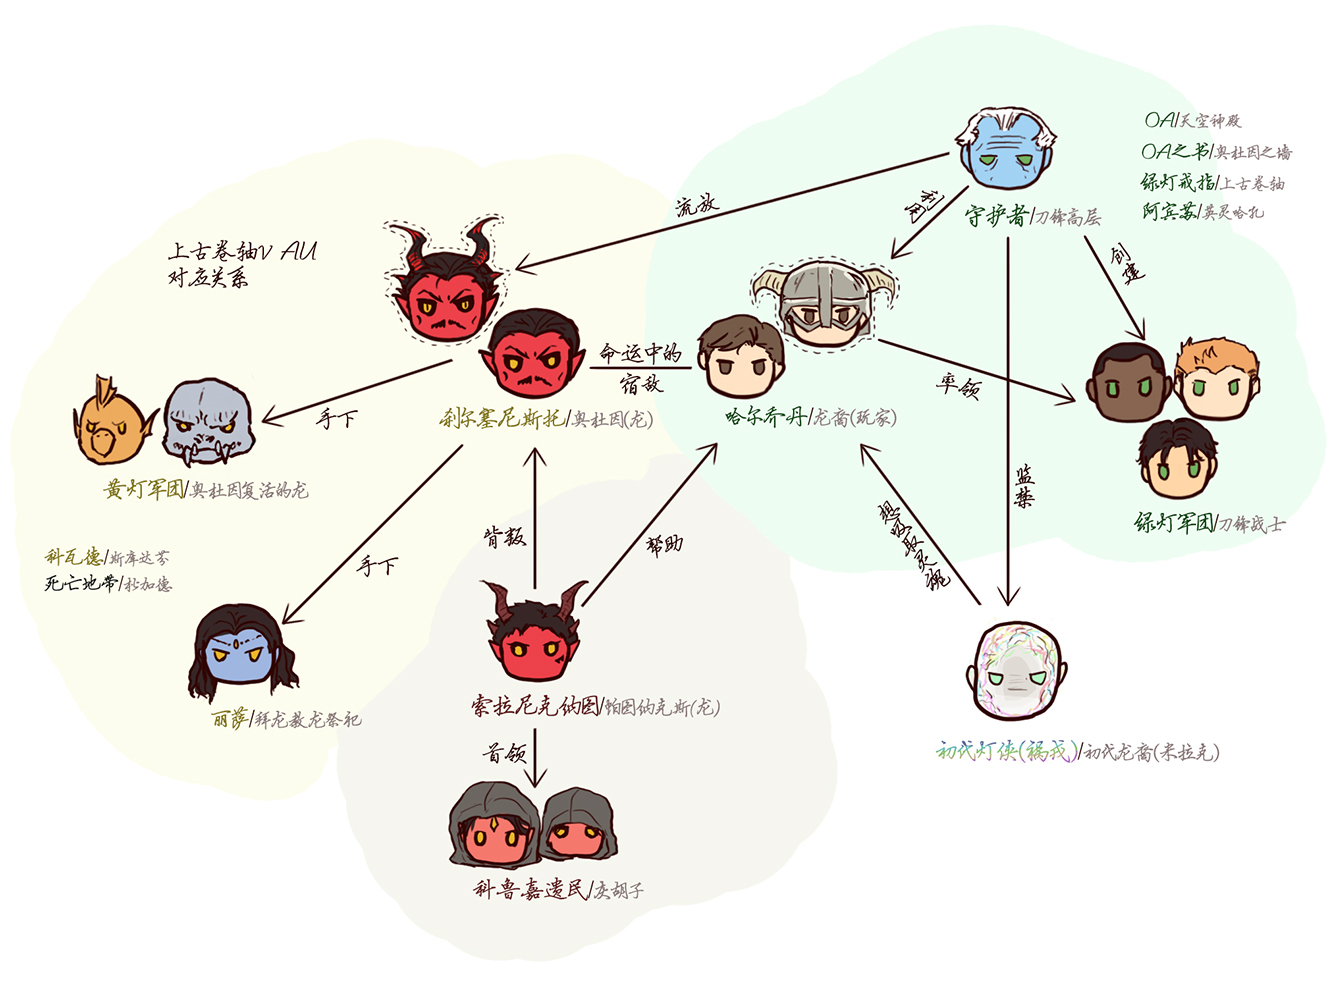 上古卷轴V AU
对应关系
OA/天空神殿
OA之书/奥杜因之墙
绿灯戒指/上古卷轴
阿宾苏/英灵哈孔
守护者/刀锋高层
流放
利用
创建
命运中的
宿敌
率领
手下
刹尔塞尼斯托/奥杜因(龙)
哈尔乔丹/龙裔(玩家)
黄灯军团/奥杜因复活的龙
绿灯军团/刀锋战士
监禁
想吸取灵魂
背叛
帮助
手下
科瓦德/斯库达芬
死亡地带/松加德
丽萨/拜龙教龙祭祀
索拉尼克纳图/帕图纳克斯(龙)
初代灯侠(祸戎)/初代龙裔(米拉克)
首领
科鲁嘉遗民/灰胡子